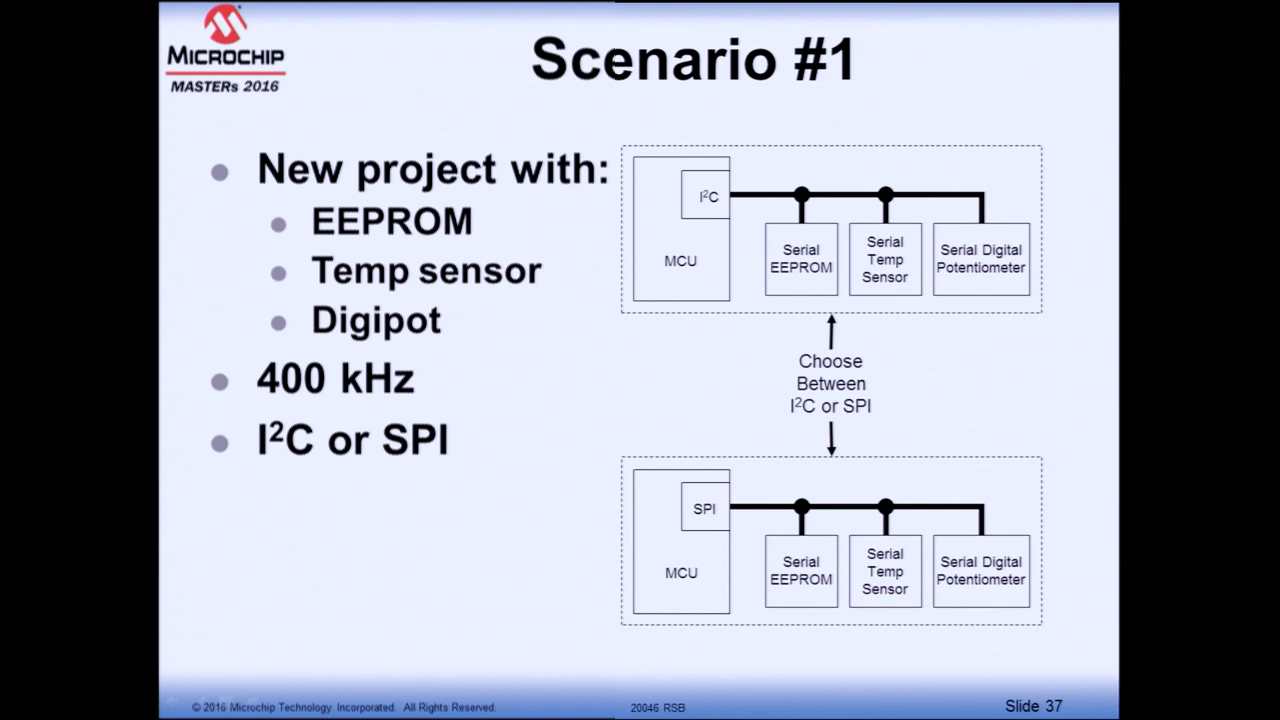 MICROCHIP
MASTERs 2016
Scenario #1
New project with:
EEPROM
Temp sensor
Digipot
400 kHz
I²C or SPI
I²C
MCU
Serial
EEPROM
Serial
Temp
Sensor
Serial Digital
Potentiometer
Choose
Between
I²C or SPI
SPI
MCU
Serial
EEPROM
Serial
Temp
Sensor
Serial Digital
Potentiometer
© 2016 Microchip Technology Incorporated. All Rights Reserved.
20046 RSB
Slide 37